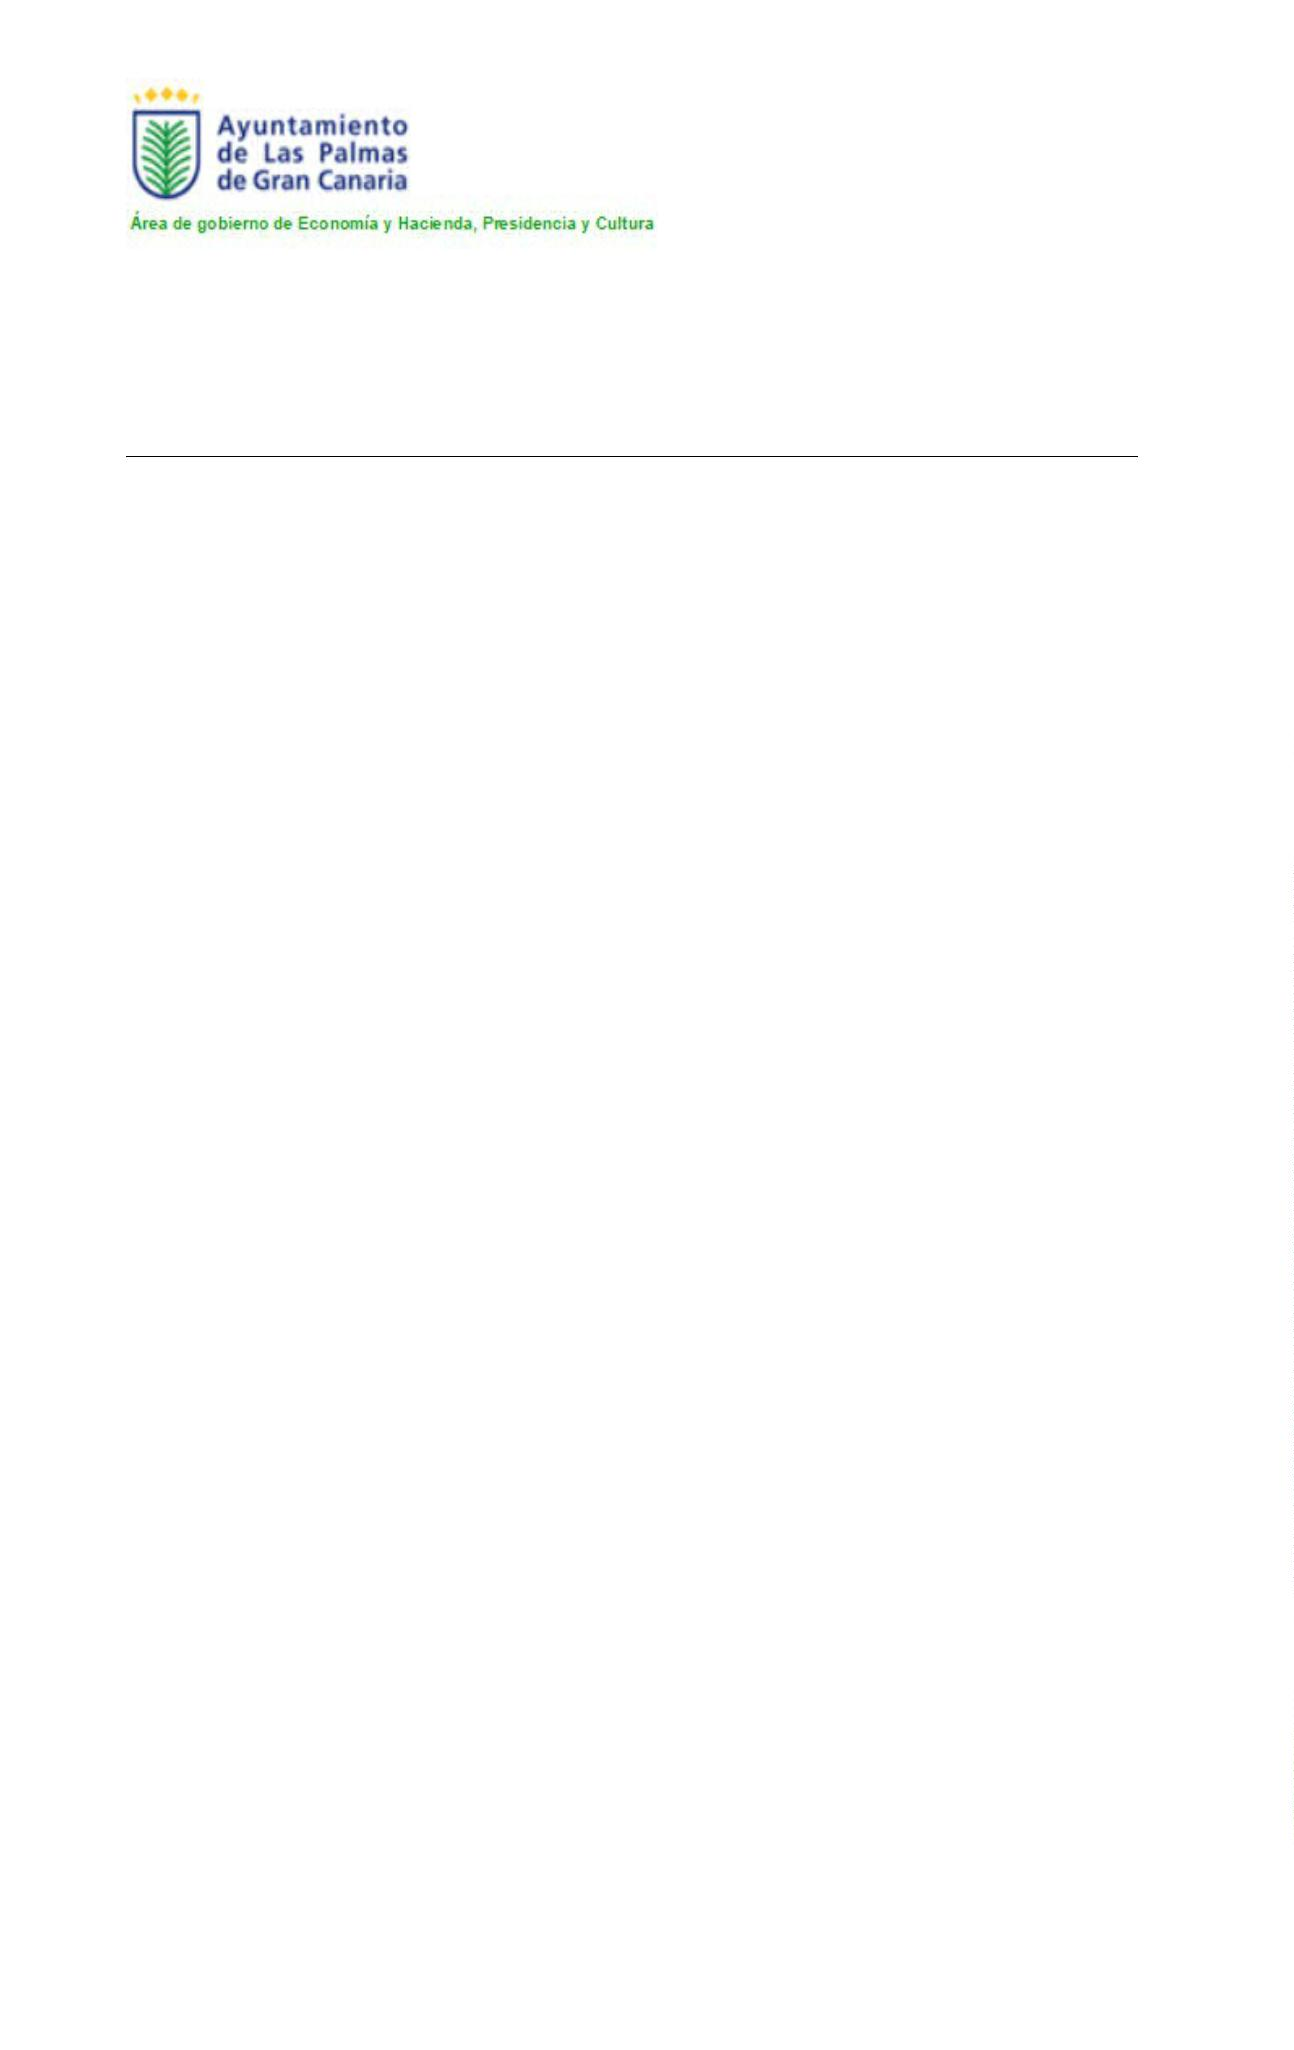 Ayuntamiento
de Las Palmas
de Gran Canaria
Área de gobierno de Economía y Hacienda, Presidencia y Cultura